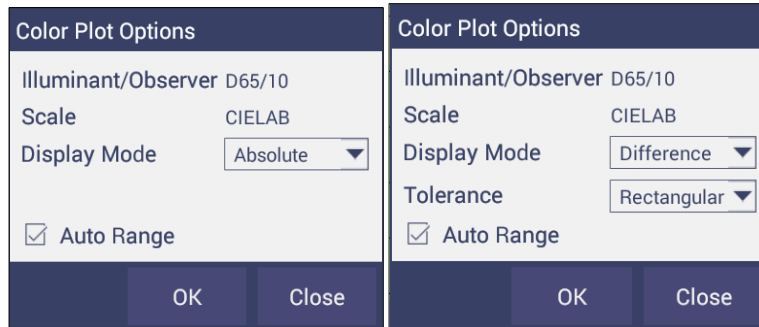 Color Plot Options
Illuminant/Observer D65/10
Scale CIELAB
Display Mode Absolute
Auto Range
OK Close
Color Plot Options
Illuminant/Observer D65/10
Scale CIELAB
Display Mode Difference
Tolerance Rectangular
Auto Range
OK Close